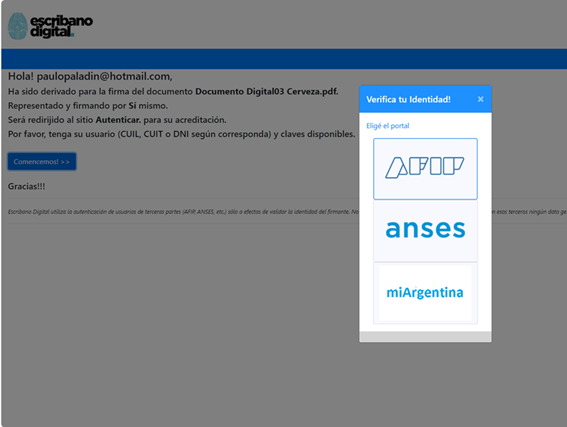 escribano
digital.
Hola! paulopaladin@hotmail.com,
Ha sido derivado para la firma del documento Documento Digital03 Cerveza.pdf.
Representado y firmando por Sí mismo.
Será redirijido al sitio Autenticar. para su acreditación.
Por favor, tenga su usuario (CUIL, CUIT o DNI según corresponda) y claves disponibles.
Comencemos! >>
Gracias!!!
Escribano Digital utiliza la autenticación de usuarios de terceras partes (AFIP, ANSES, etc.) sólo a efectos de validar la identidad del firmante. No
en esos terceros ningún dato ge
Verifica tu Identidad! ×
Elegí el portal
AFIP
anses
miArgentina